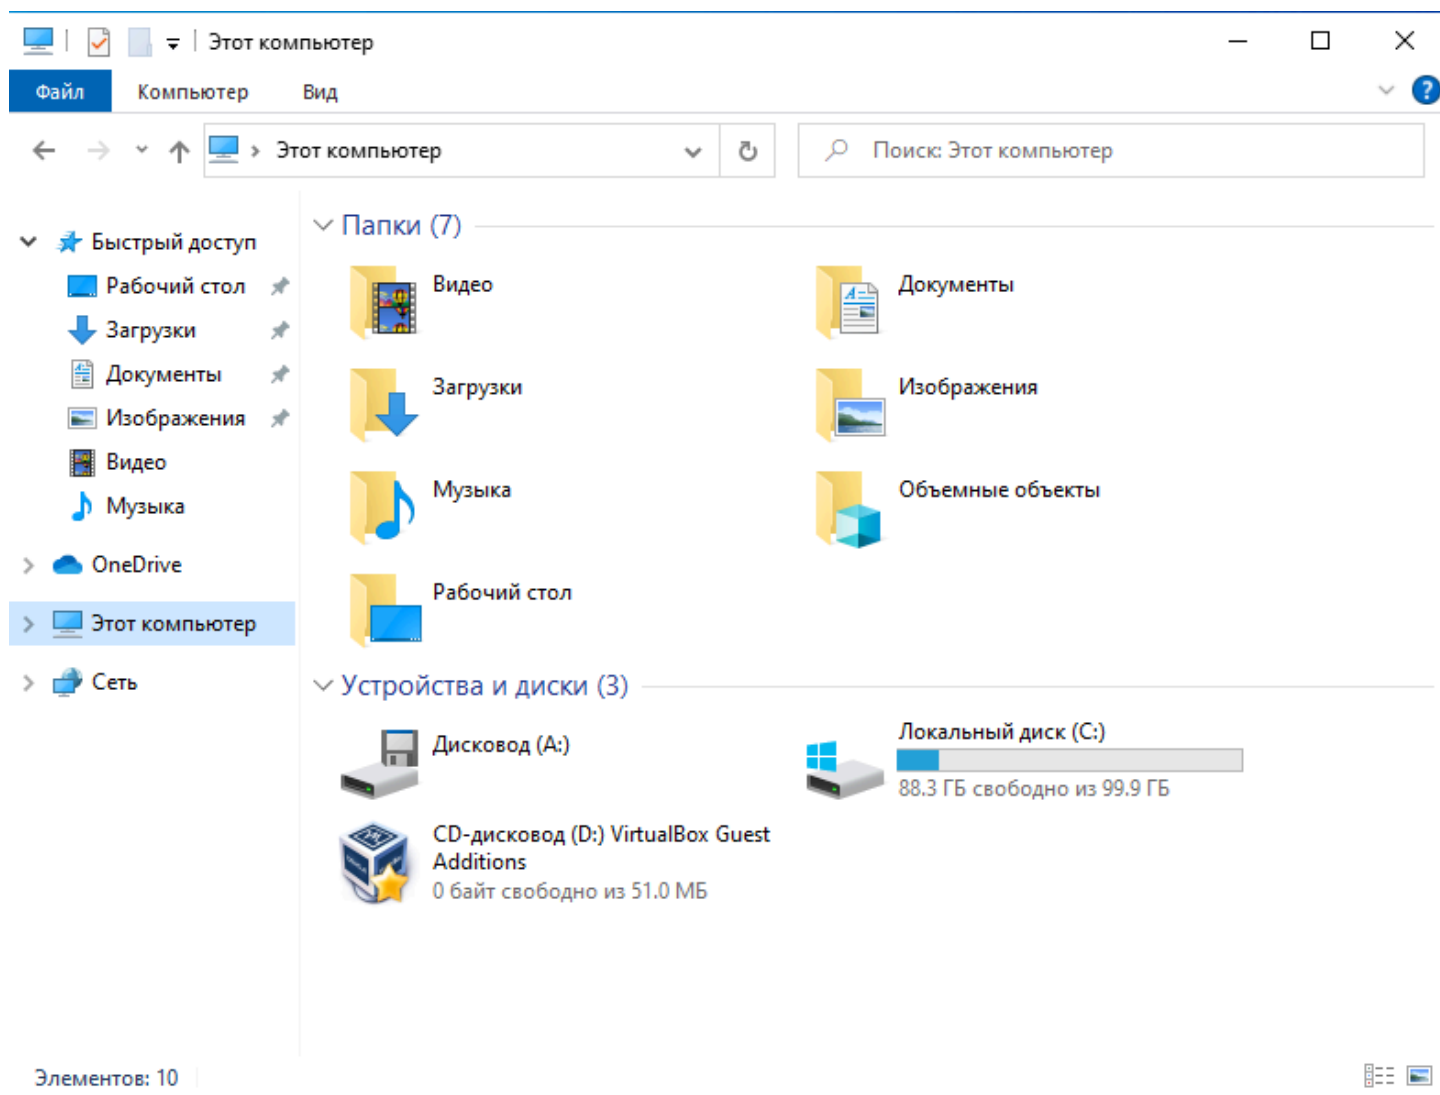 Этот компьютер
Файл Компьютер Вид
Этот компьютер
Поиск: Этот компьютер
Быстрый доступ
Рабочий стол
Загрузки
Документы
Изображения
Видео
Музыка
OneDrive
Этот компьютер
Сеть
Папки (7)
Видео
Документы
Загрузки
Изображения
Музыка
Объемные объекты
Рабочий стол
Устройства и диски (3)
Дисковод (A:)
Локальный диск (C:)
88.3 ГБ свободно из 99.9 ГБ
CD-дисковод (D:) VirtualBox Guest
Additions
0 байт свободно из 51.0 МБ
Элементов: 10